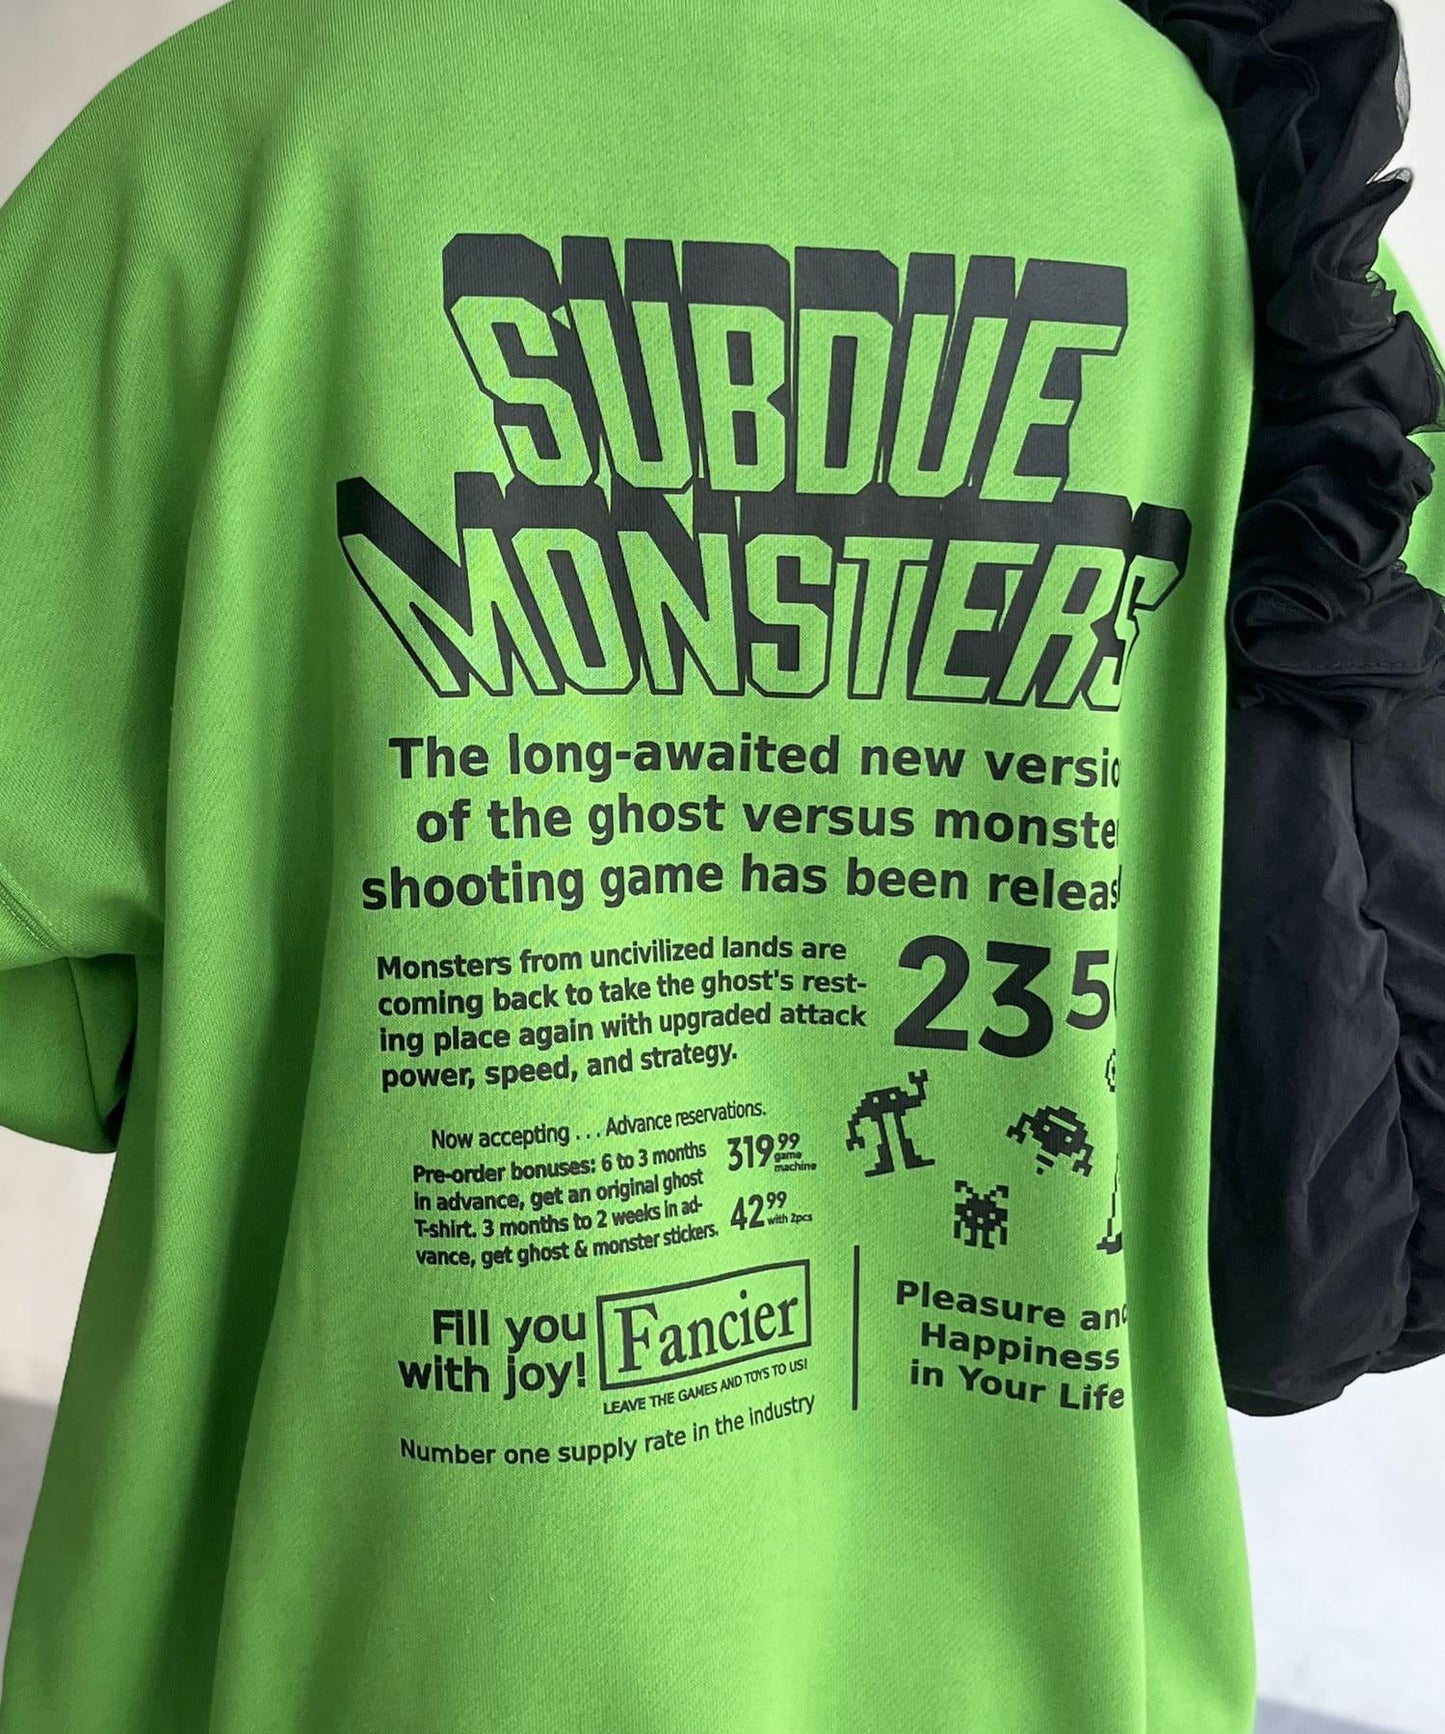 SUBDUE
MONSTERS
The long-awaited new versio
of the ghost versus monste
shooting game has been releas
Monsters from uncivilized lands are
coming back to take the ghost's rest-
ing place again with upgraded attack
power, speed, and strategy.
235
Now accepting . . . Advance reservations.
Pre-order bonuses: 6 to 3 months
in advance, get an original ghost
T-shirt. 3 months to 2 weeks in ad-
vance, get ghost & monster stickers.
319 99 game machine
42 99 with 2pcs
Fill you
with joy!
Fancier
LEAVE THE GAMES AND TOYS TO US!
Number one supply rate in the industry
Pleasure and
Happiness
in Your Life